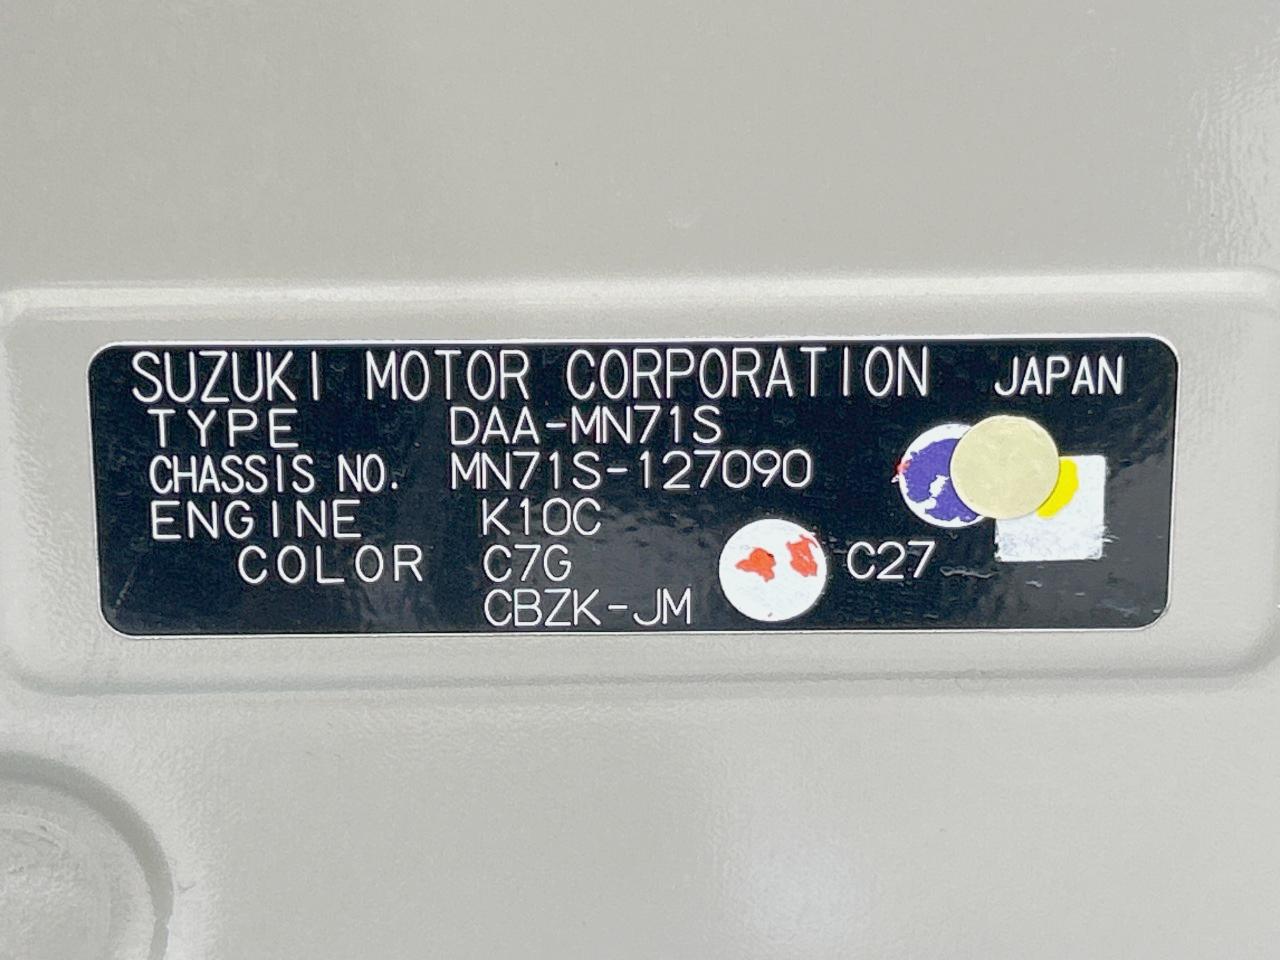 SUZUKI MOTOR CORPORATION JAPAN
TYPE DAA-MN71S
CHASSIS NO. MN71S-127090
ENGINE K10C
COLOR C7G C27
CBZK-JM